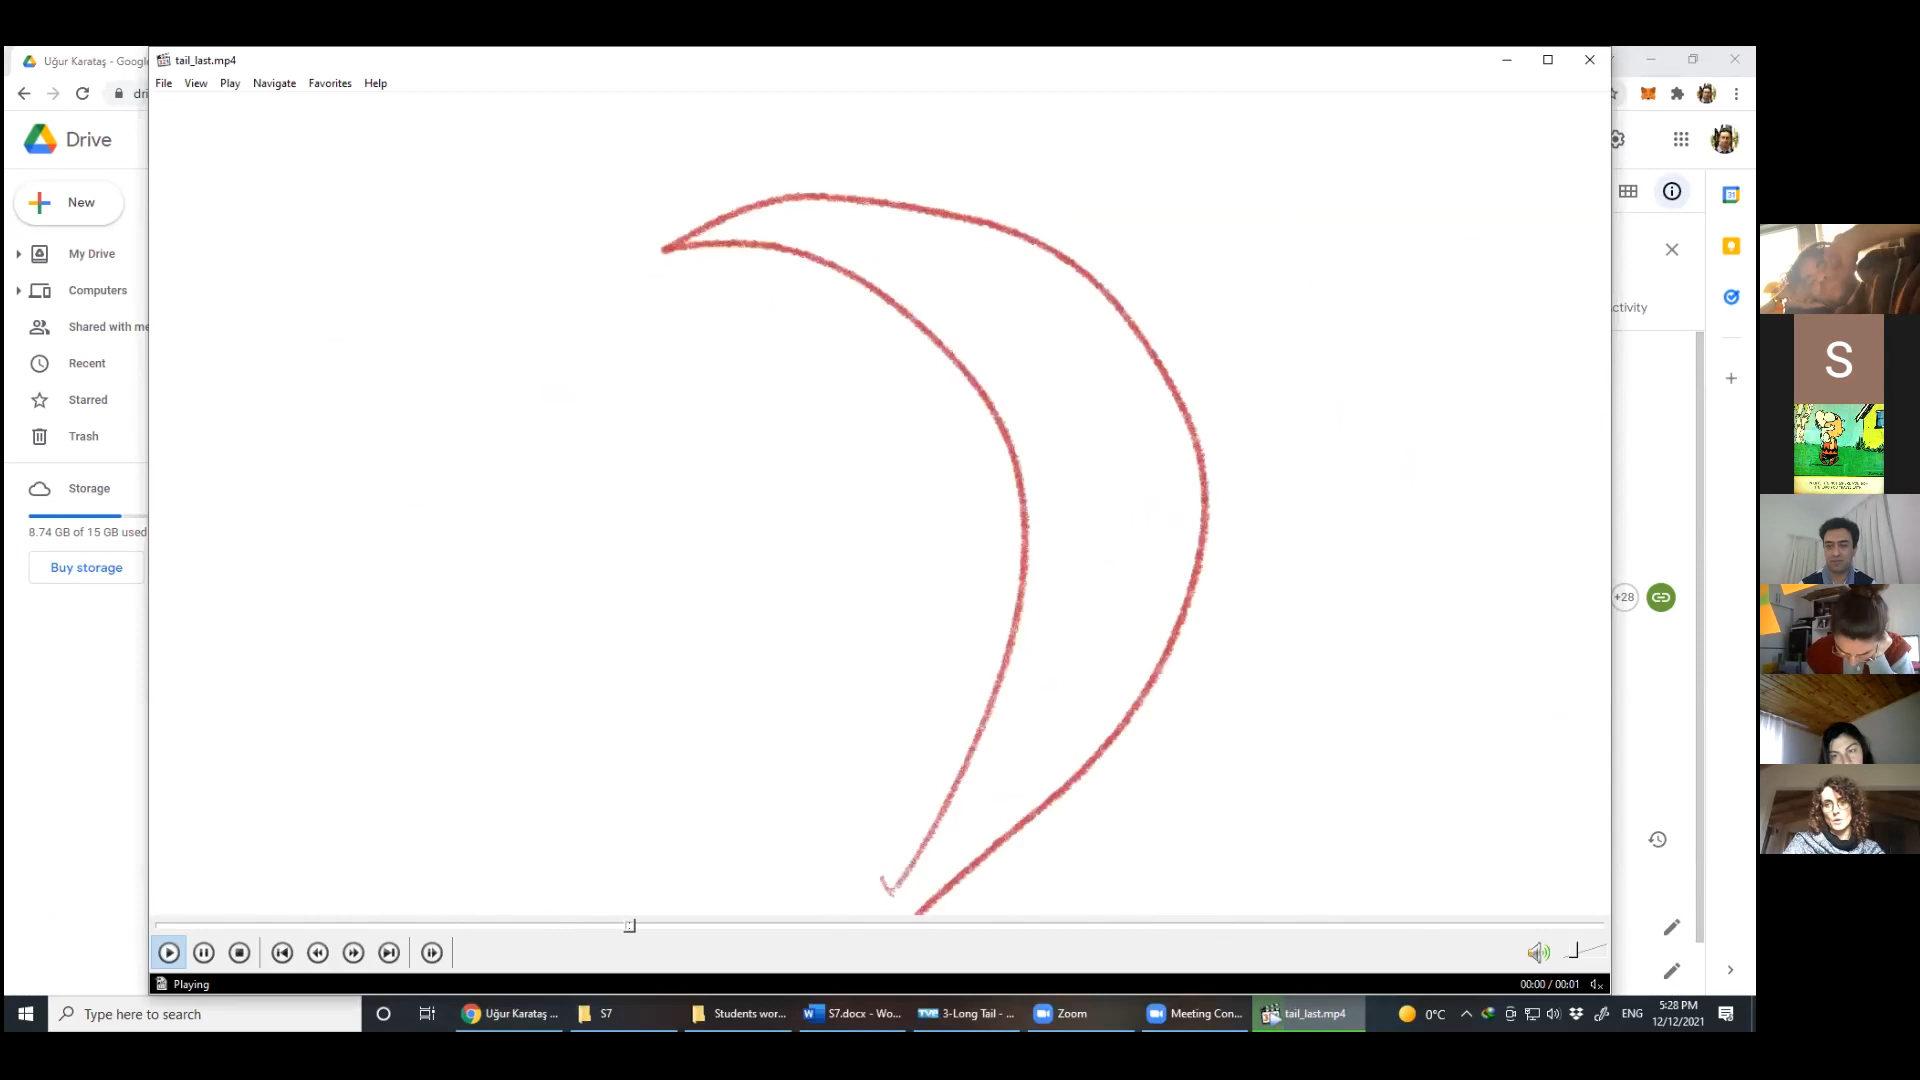 Uğur Karataş - Google
tail_last.mp4
File View Play Navigate Favorites Help
Drive
New
My Drive
Computers
Shared with me
Recent
Starred
Trash
Storage
8.74 GB of 15 GB used
Buy storage
ctivity
+28
31
S
Playing
00:00 / 00:01
Type here to search
Uğur Karataş ...
S7
Students wor...
S7.docx - Wo...
3-Long Tail - ...
Zoom
Meeting Con...
tail_last.mp4
0°C
ENG
5:28 PM
12/12/2021